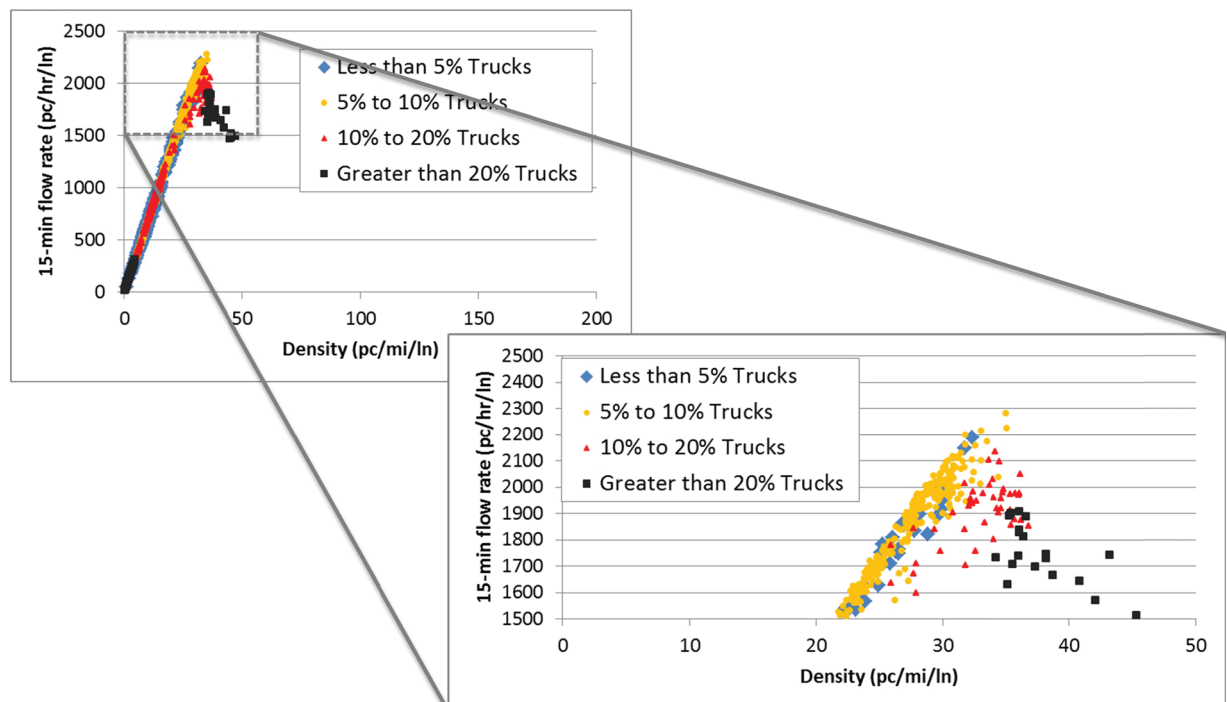 15-min flow rate (pc/hr/ln)
2500
2000
1500
1000
500
0
Less than 5% Trucks
5% to 10% Trucks
10% to 20% Trucks
Greater than 20% Trucks
0 50 100 150 200
Density (pc/mi/ln)
15-min flow rate (pc/hr/ln)
2500
2400
2300
2200
2100
2000
1900
1800
1700
1600
1500
Less than 5% Trucks
5% to 10% Trucks
10% to 20% Trucks
Greater than 20% Trucks
0 20 30 40 50
Density (pc/mi/ln)